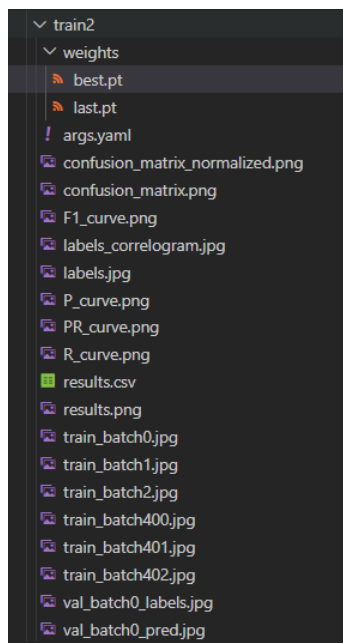 train2
weights
best.pt
last.pt
! args.yaml
confusion_matrix_normalized.png
confusion_matrix.png
F1_curve.png
labels_correlogram.jpg
labels.jpg
P_curve.png
PR_curve.png
R_curve.png
results.csv
results.png
train_batch0.jpg
train_batch1.jpg
train_batch2.jpg
train_batch400.jpg
train_batch401.jpg
train_batch402.jpg
val_batch0_labels.jpg
val_batch0_pred.jpg